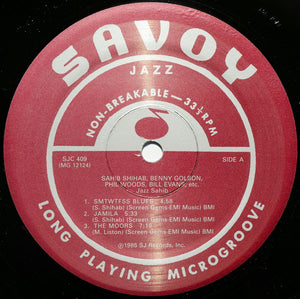 SAVOY
JAZZ
NON-BREAKABLE—33⅓ RPM
SJC 409
(MG 12124)
SIDE A
SAHIB SHIHAB, BENNY GOLSON,
PHIL WOODS, BILL EVANS, etc.
Jazz Sahib
1. SMTWTFSS BLUES 4:58
(S. Shihab) (Screen Gems-EMI Music) BMI
2. JAMILA 5:33
(S. Shihab) (Screen Gems-EMI Music) BMI
3. THE MOORS
(M. Liston) (Screen Gems-EMI Music) BMI
℗1985 SJ Records, Inc.
LONG PLAYING MICROGROOVE